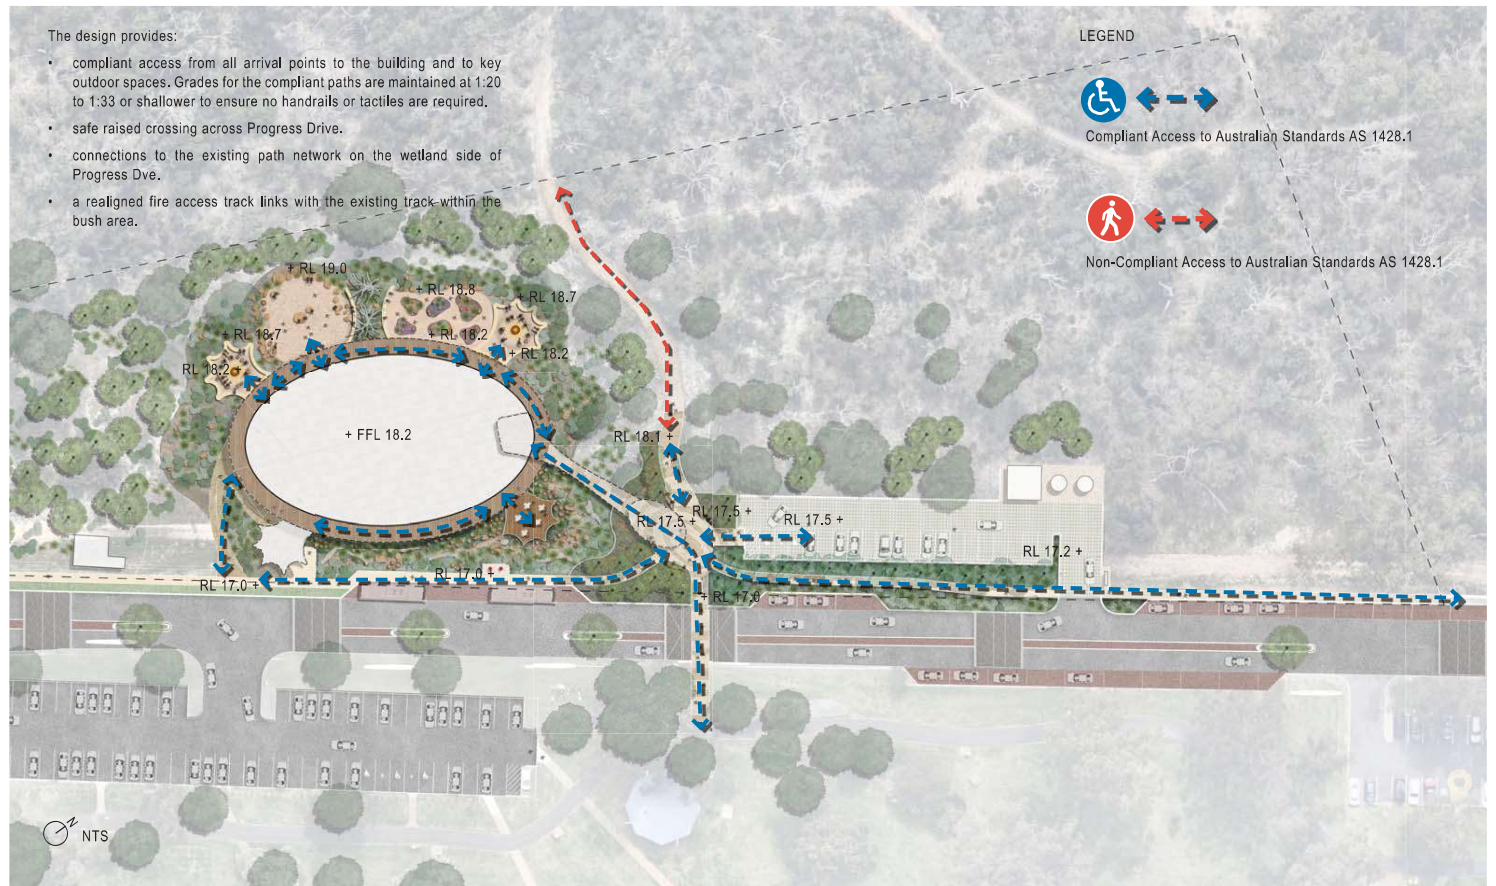 The design provides:
• compliant access from all arrival points to the building and to key
outdoor spaces. Grades for the compliant paths are maintained at 1:20
to 1:33 or shallower to ensure no handrails or tactiles are required.
• safe raised crossing across Progress Drive.
• connections to the existing path network on the wetland side of
Progress Dve.
• a realigned fire access track links with the existing track within the
bush area.
LEGEND
Compliant Access to Australian Standards AS 1428.1
Non-Compliant Access to Australian Standards AS 1428.1
+ RL 19.0
+ RL 18.8
+ RL 18.7
+ RL 18.7
+ RL 18.2
+ RL 18.2
RL 18.2 +
+ FFL 18.2
RL 18.1 +
RL 17.5 +
RL 17.5 +
RL 17.5 +
RL 17.2 +
RL 17.0 +
RL 17.0 +
+ RL 17.0
N
NTS